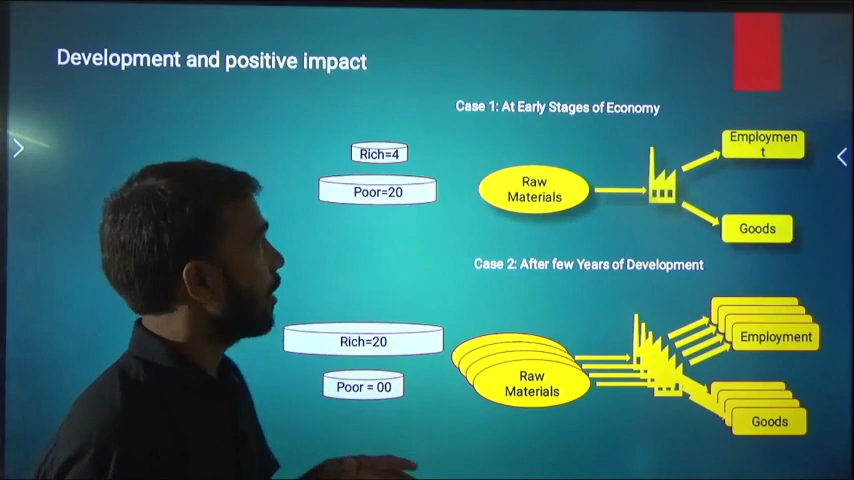 Development and positive impact
Case 1: At Early Stages of Economy
Rich=4
Poor=20
Raw
Materials
Employmen
t
Goods
Case 2: After few Years of Development
Rich=20
Poor = 00
Raw
Materials
Employment
Goods